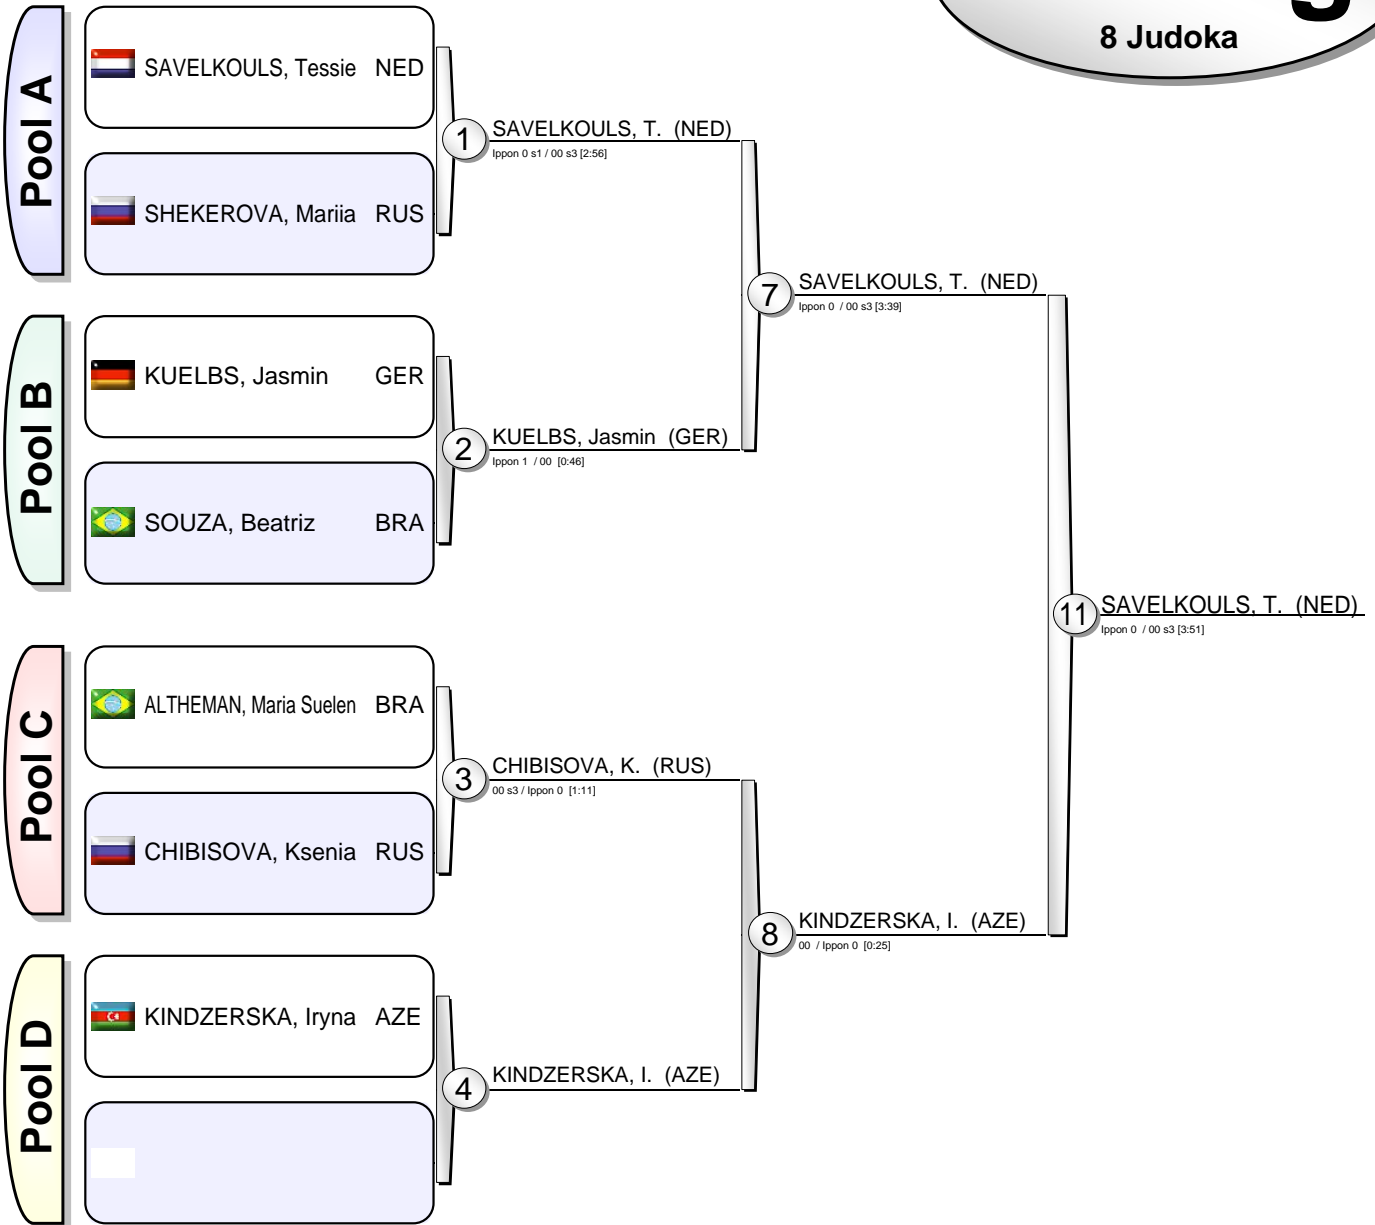 8 Judoka
Pool A
SAVELKOULS, Tessie NED
SHEKEROVA, Mariia RUS
1 SAVELKOULS, T. (NED)
Ippon 0 s1 / 00 s3 [2:56]
7 SAVELKOULS, T. (NED)
Ippon 0 / 00 s3 [3:39]
Pool B
KUELBS, Jasmin GER
SOUZA, Beatriz BRA
2 KUELBS, Jasmin (GER)
Ippon 1 / 00 [0:46]
11 SAVELKOULS, T. (NED)
Ippon 0 / 00 s3 [3:51]
Pool C
ALTHEMAN, Maria Suelen BRA
CHIBISOVA, Ksenia RUS
3 CHIBISOVA, K. (RUS)
00 s3 / Ippon 0 [1:11]
8 KINDZERSKA, I. (AZE)
00 / Ippon 0 [0:25]
Pool D
KINDZERSKA, Iryna AZE
4 KINDZERSKA, I. (AZE)